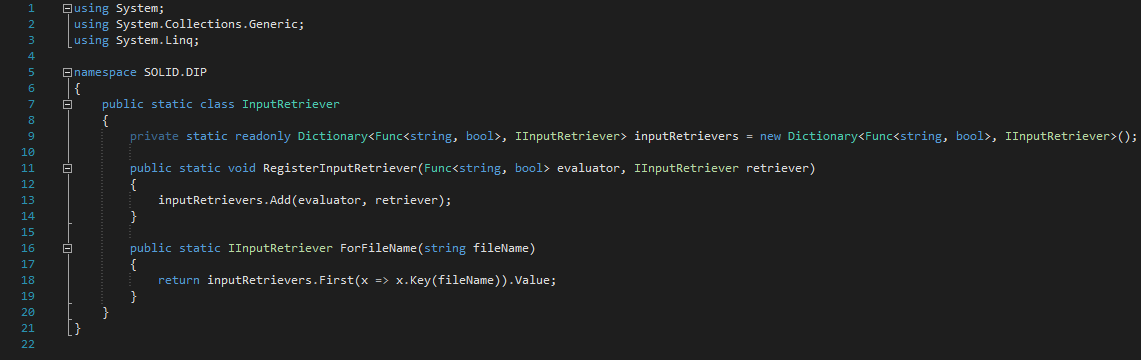 1 using System;
2 using System.Collections.Generic;
3 using System.Linq;
4
5 namespace SOLID.DIP
6 {
7 public static class InputRetriever
8 {
9 private static readonly Dictionary<Func<string, bool>, IInputRetriever> inputRetrievers = new Dictionary<Func<string, bool>, IInputRetriever>();
10
11 public static void RegisterInputRetriever(Func<string, bool> evaluator, IInputRetriever retriever)
12 {
13 inputRetrievers.Add(evaluator, retriever);
14 }
15
16 public static IInputRetriever ForFileName(string fileName)
17 {
18 return inputRetrievers.First(x => x.Key(fileName)).Value;
19 }
20 }
21 }
22